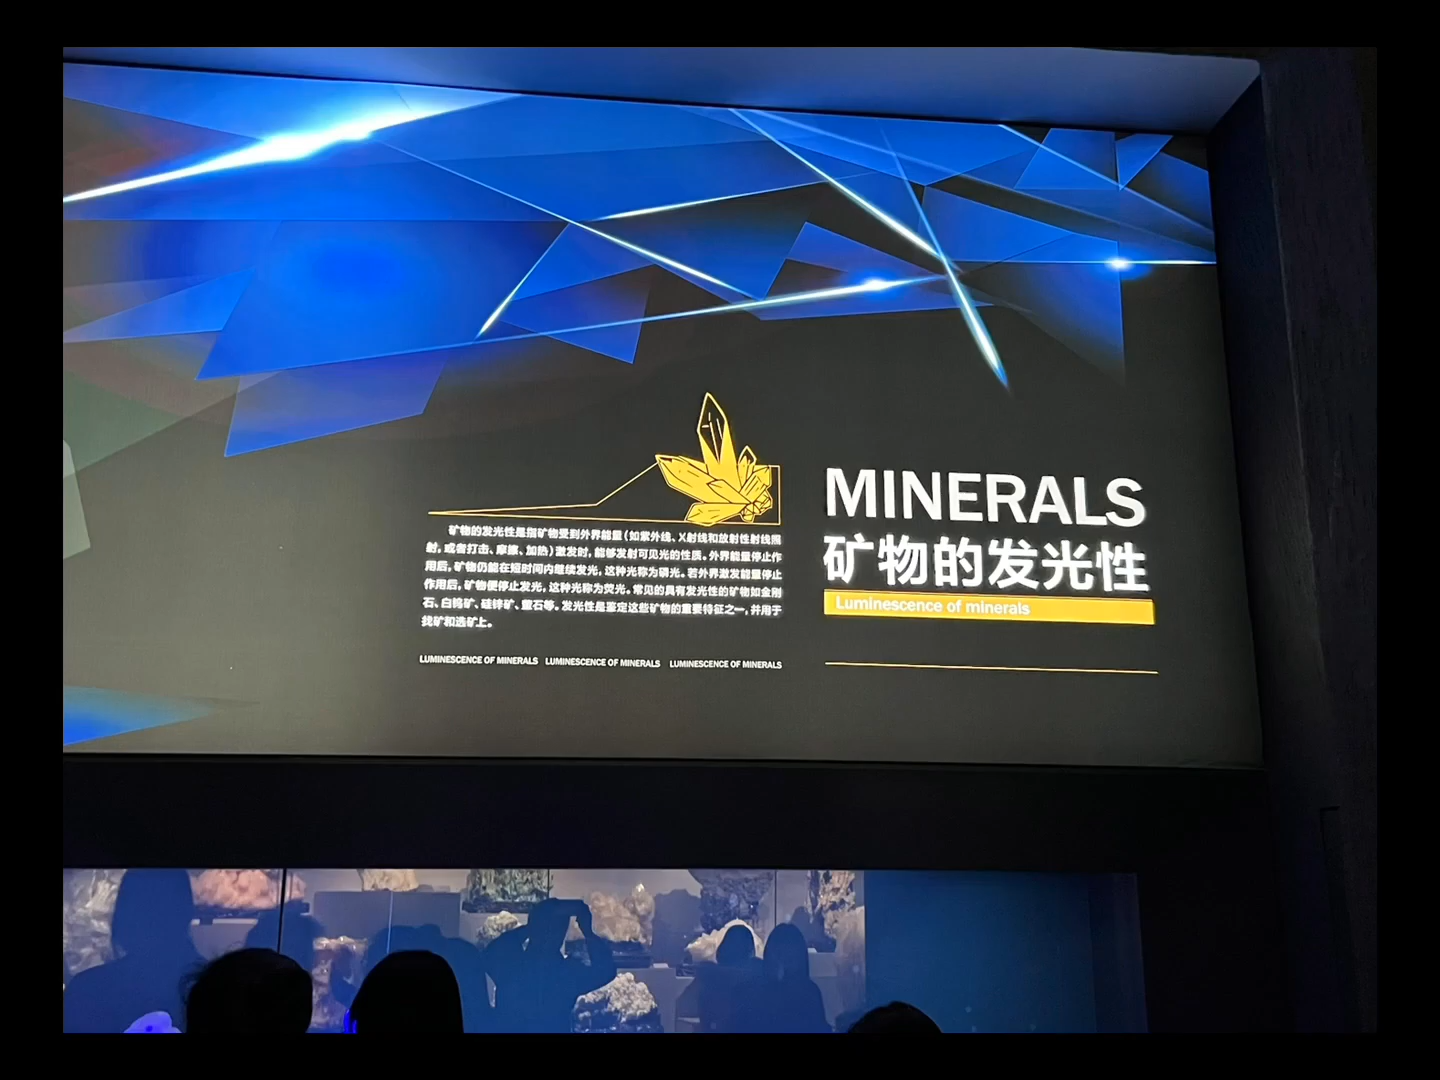 矿物的发光性是指矿物受到外界能量(如紫外线、X射线和放射性射线照
射,或者打击、摩擦、加热)激发时,能够发射可见光的性质。外界能量停止作
用后,矿物仍能在短时间内继续发光,这种光称为磷光。若外界激发能量停止
作用后,矿物便停止发光,这种光称为荧光。常见的具有发光性的矿物如金刚
石、白钨矿、硅锌矿、萤石等。发光性是鉴定这些矿物的重要特征之一,并用于
找矿和选矿上。
LUMINESCENCE OF MINERALS LUMINESCENCE OF MINERALS LUMINESCENCE OF MINERALS
MINERALS
矿物的发光性
Luminescence of minerals